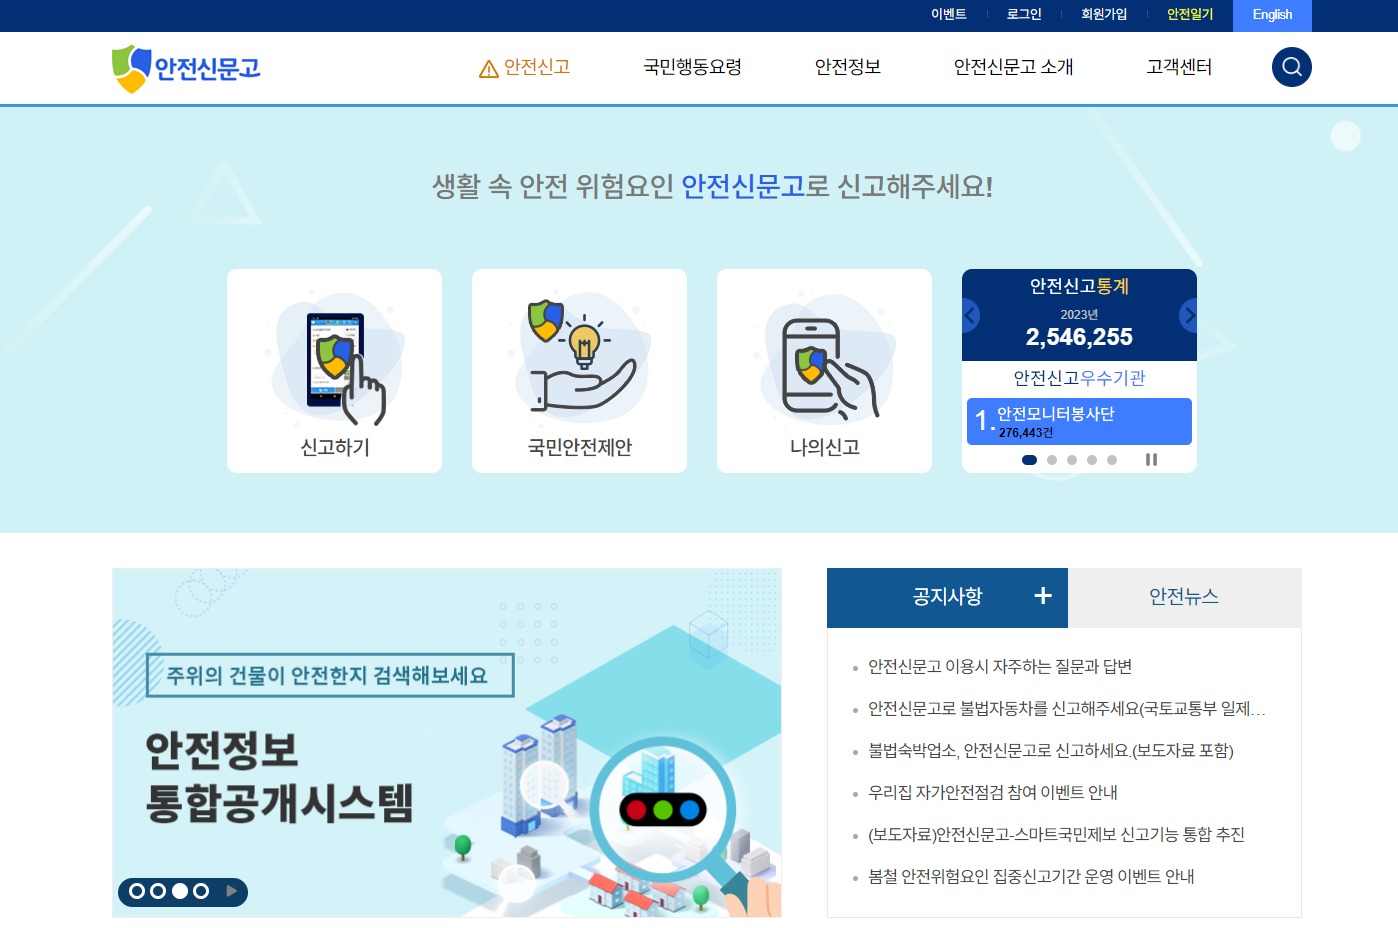 이벤트
로그인
회원가입
안전일기
English
안전신문고
안전신고
국민행동요령
안전정보
안전신문고 소개
고객센터
생활 속 안전 위험요인 안전신문고로 신고해주세요!
신고하기
국민안전제안
나의신고
안전신고통계
2023년
2,546,255
안전신고우수기관
1. 안전모니터봉사단
276,443건
주위의 건물이 안전한지 검색해보세요
안전정보
통합공개시스템
공지사항 +
안전뉴스
안전신문고 이용시 자주하는 질문과 답변
안전신문고로 불법자동차를 신고해주세요(국토교통부 일제...
불법숙박업소, 안전신문고로 신고하세요.(보도자료 포함)
우리집 자가안전점검 참여 이벤트 안내
(보도자료)안전신문고-스마트국민제보 신고기능 통합 추진
봄철 안전위험요인 집중신고기간 운영 이벤트 안내